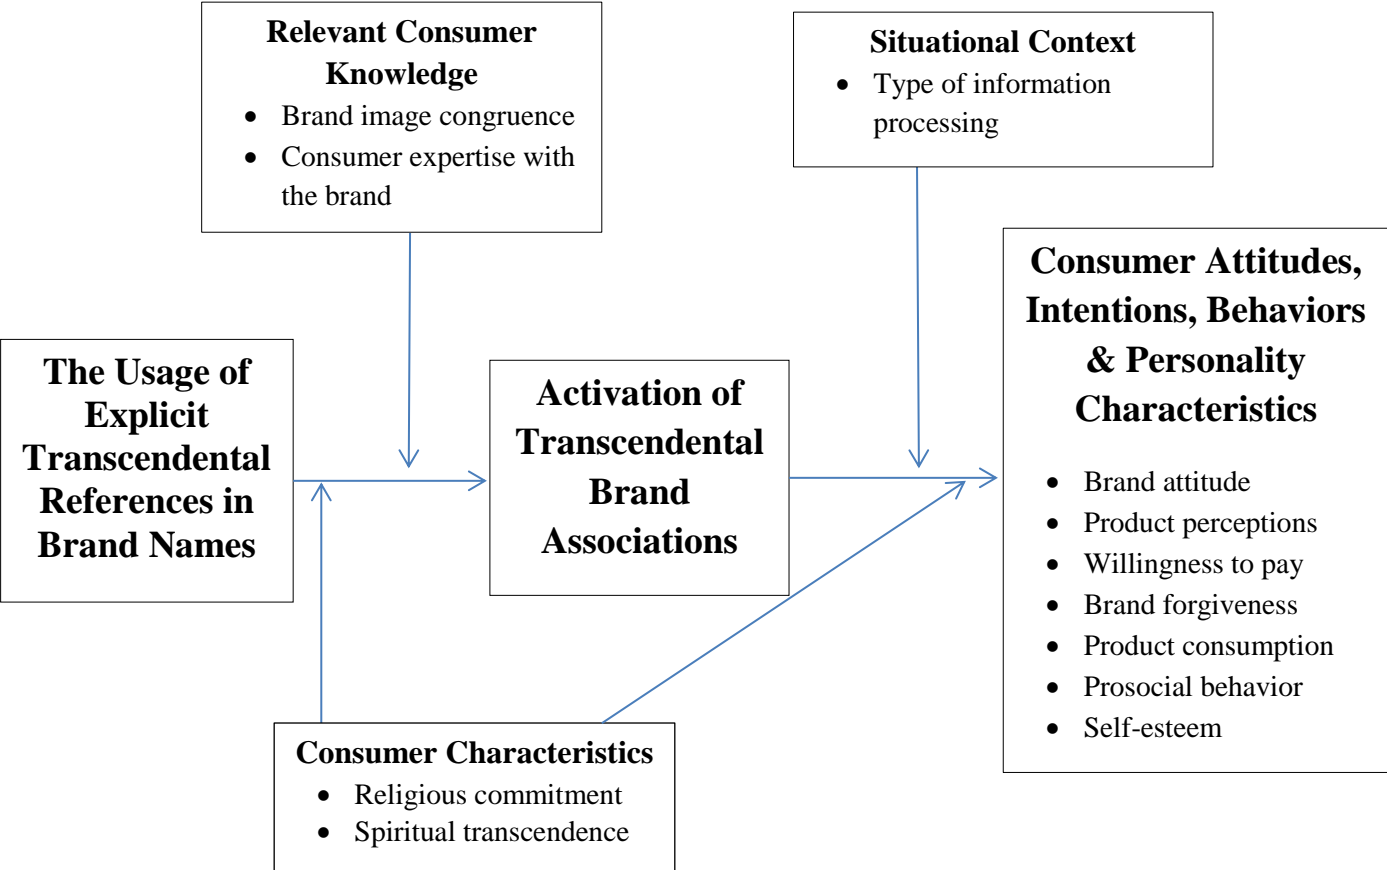 Relevant Consumer
Knowledge
• Brand image congruence
• Consumer expertise with
the brand
Situational Context
• Type of information
processing
The Usage of
Explicit
Transcendental
References in
Brand Names
Activation of
Transcendental
Brand
Associations
Consumer Attitudes,
Intentions, Behaviors
& Personality
Characteristics
• Brand attitude
• Product perceptions
• Willingness to pay
• Brand forgiveness
• Product consumption
• Prosocial behavior
• Self-esteem
Consumer Characteristics
• Religious commitment
• Spiritual transcendence